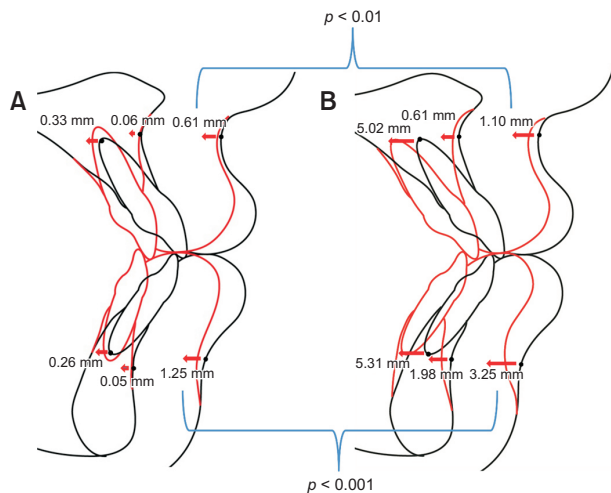 p < 0.01
A
B
0.33 mm
0.06 mm
0.61 mm
5.02 mm
0.61 mm
1.10 mm
0.26 mm
0.05 mm
1.25 mm
5.31 mm
1.98 mm
3.25 mm
p < 0.001